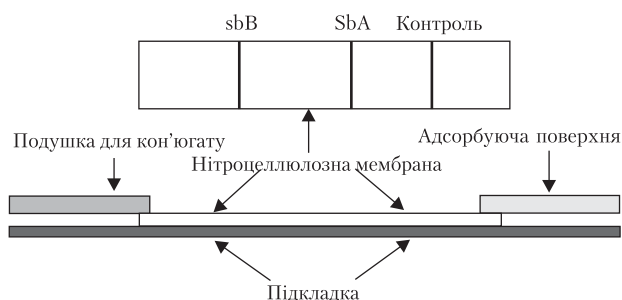 sbB SbA Контроль
Подушка для кон’югату
Адсорбуюча поверхня
Нітроцеллюлозна мембрана
Підкладка